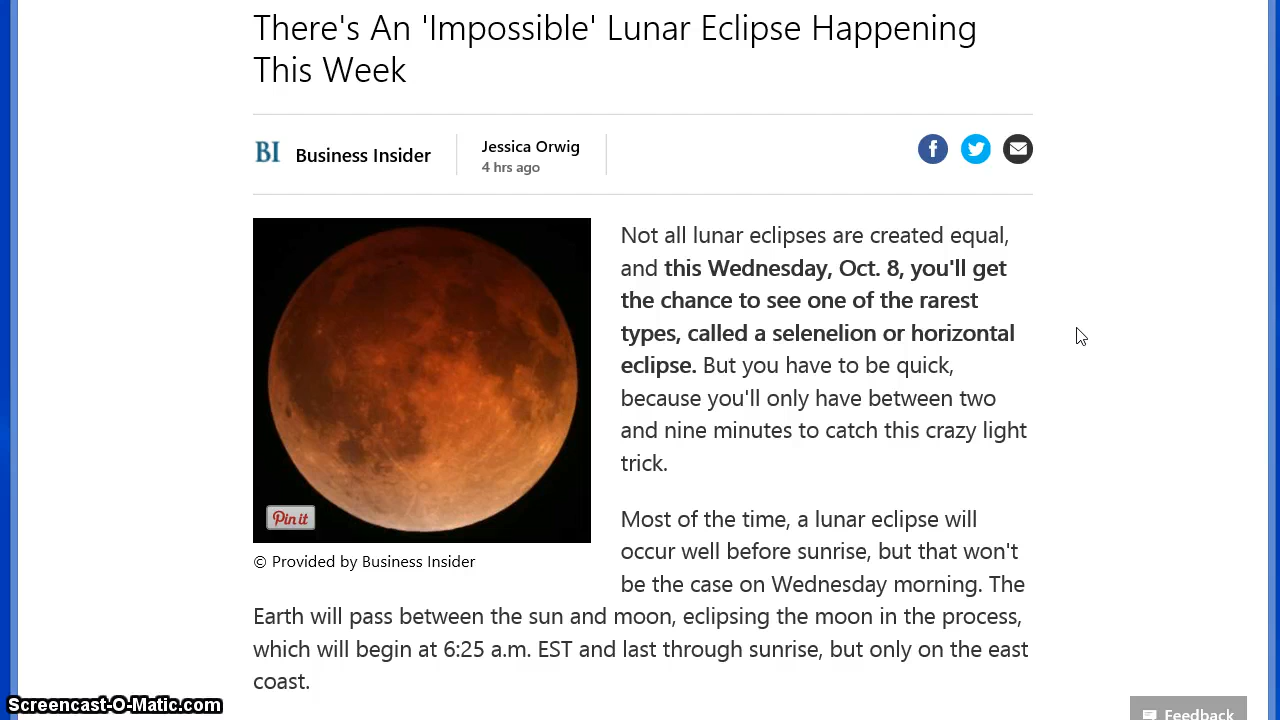 There's An 'Impossible' Lunar Eclipse Happening
This Week
BI Business Insider
Jessica Orwig
4 hrs ago
Not all lunar eclipses are created equal,
and this Wednesday, Oct. 8, you'll get
the chance to see one of the rarest
types, called a selenelion or horizontal
eclipse. But you have to be quick,
because you'll only have between two
and nine minutes to catch this crazy light
trick.
Pin it
© Provided by Business Insider
Most of the time, a lunar eclipse will
occur well before sunrise, but that won't
be the case on Wednesday morning. The
Earth will pass between the sun and moon, eclipsing the moon in the process,
which will begin at 6:25 a.m. EST and last through sunrise, but only on the east
coast.
Screencast-O-Matic.com
Feedback